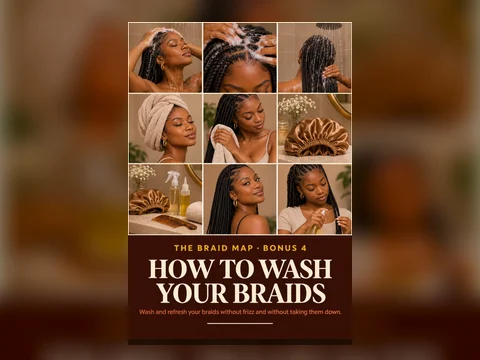 THE BRAID MAP · BONUS 4
HOW TO WASH
YOUR BRAIDS
Wash and refresh your braids without frizz and without taking them down.